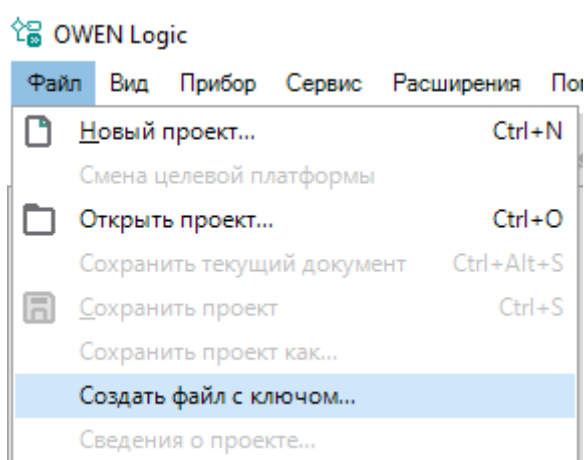 OWEN Logic
Файл Вид Прибор Сервис Расширения
Новый проект... Ctrl+N
Смена целевой платформы
Открыть проект... Ctrl+O
Сохранить текущий документ Ctrl+Alt+S
Сохранить проект Ctrl+S
Сохранить проект как...
Создать файл с ключом...
Сведения о проекте...